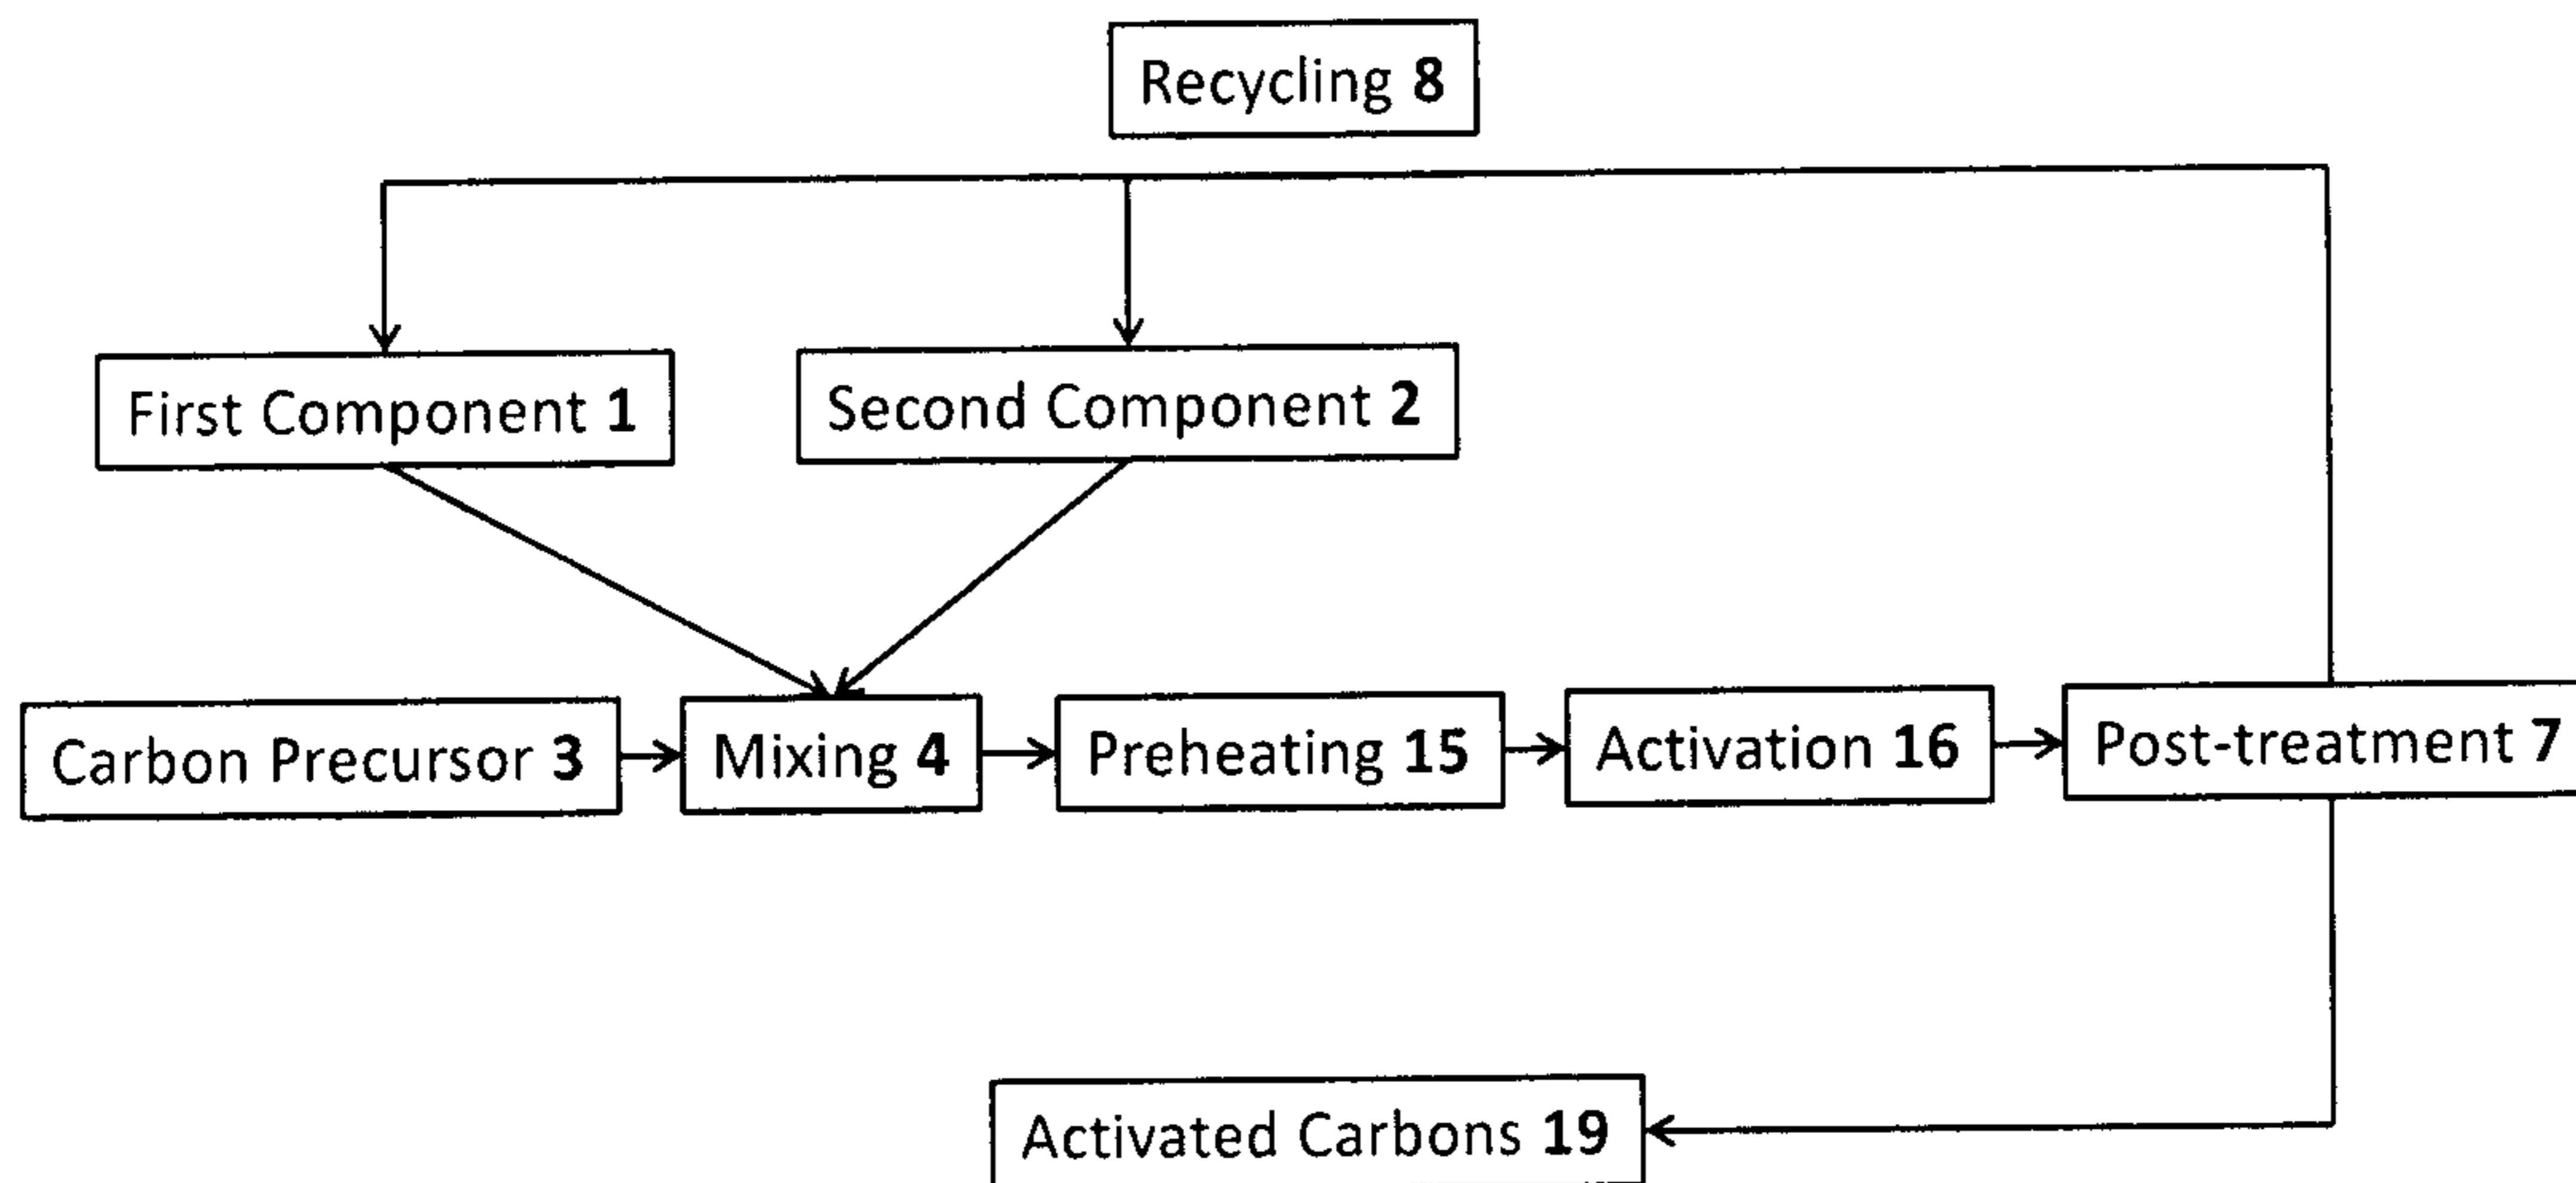 Recycling 8
First Component 1
Second Component 2
Carbon Precursor 3
Mixing 4
Preheating 15
Activation 16
Post-treatment 7
Activated Carbons 19